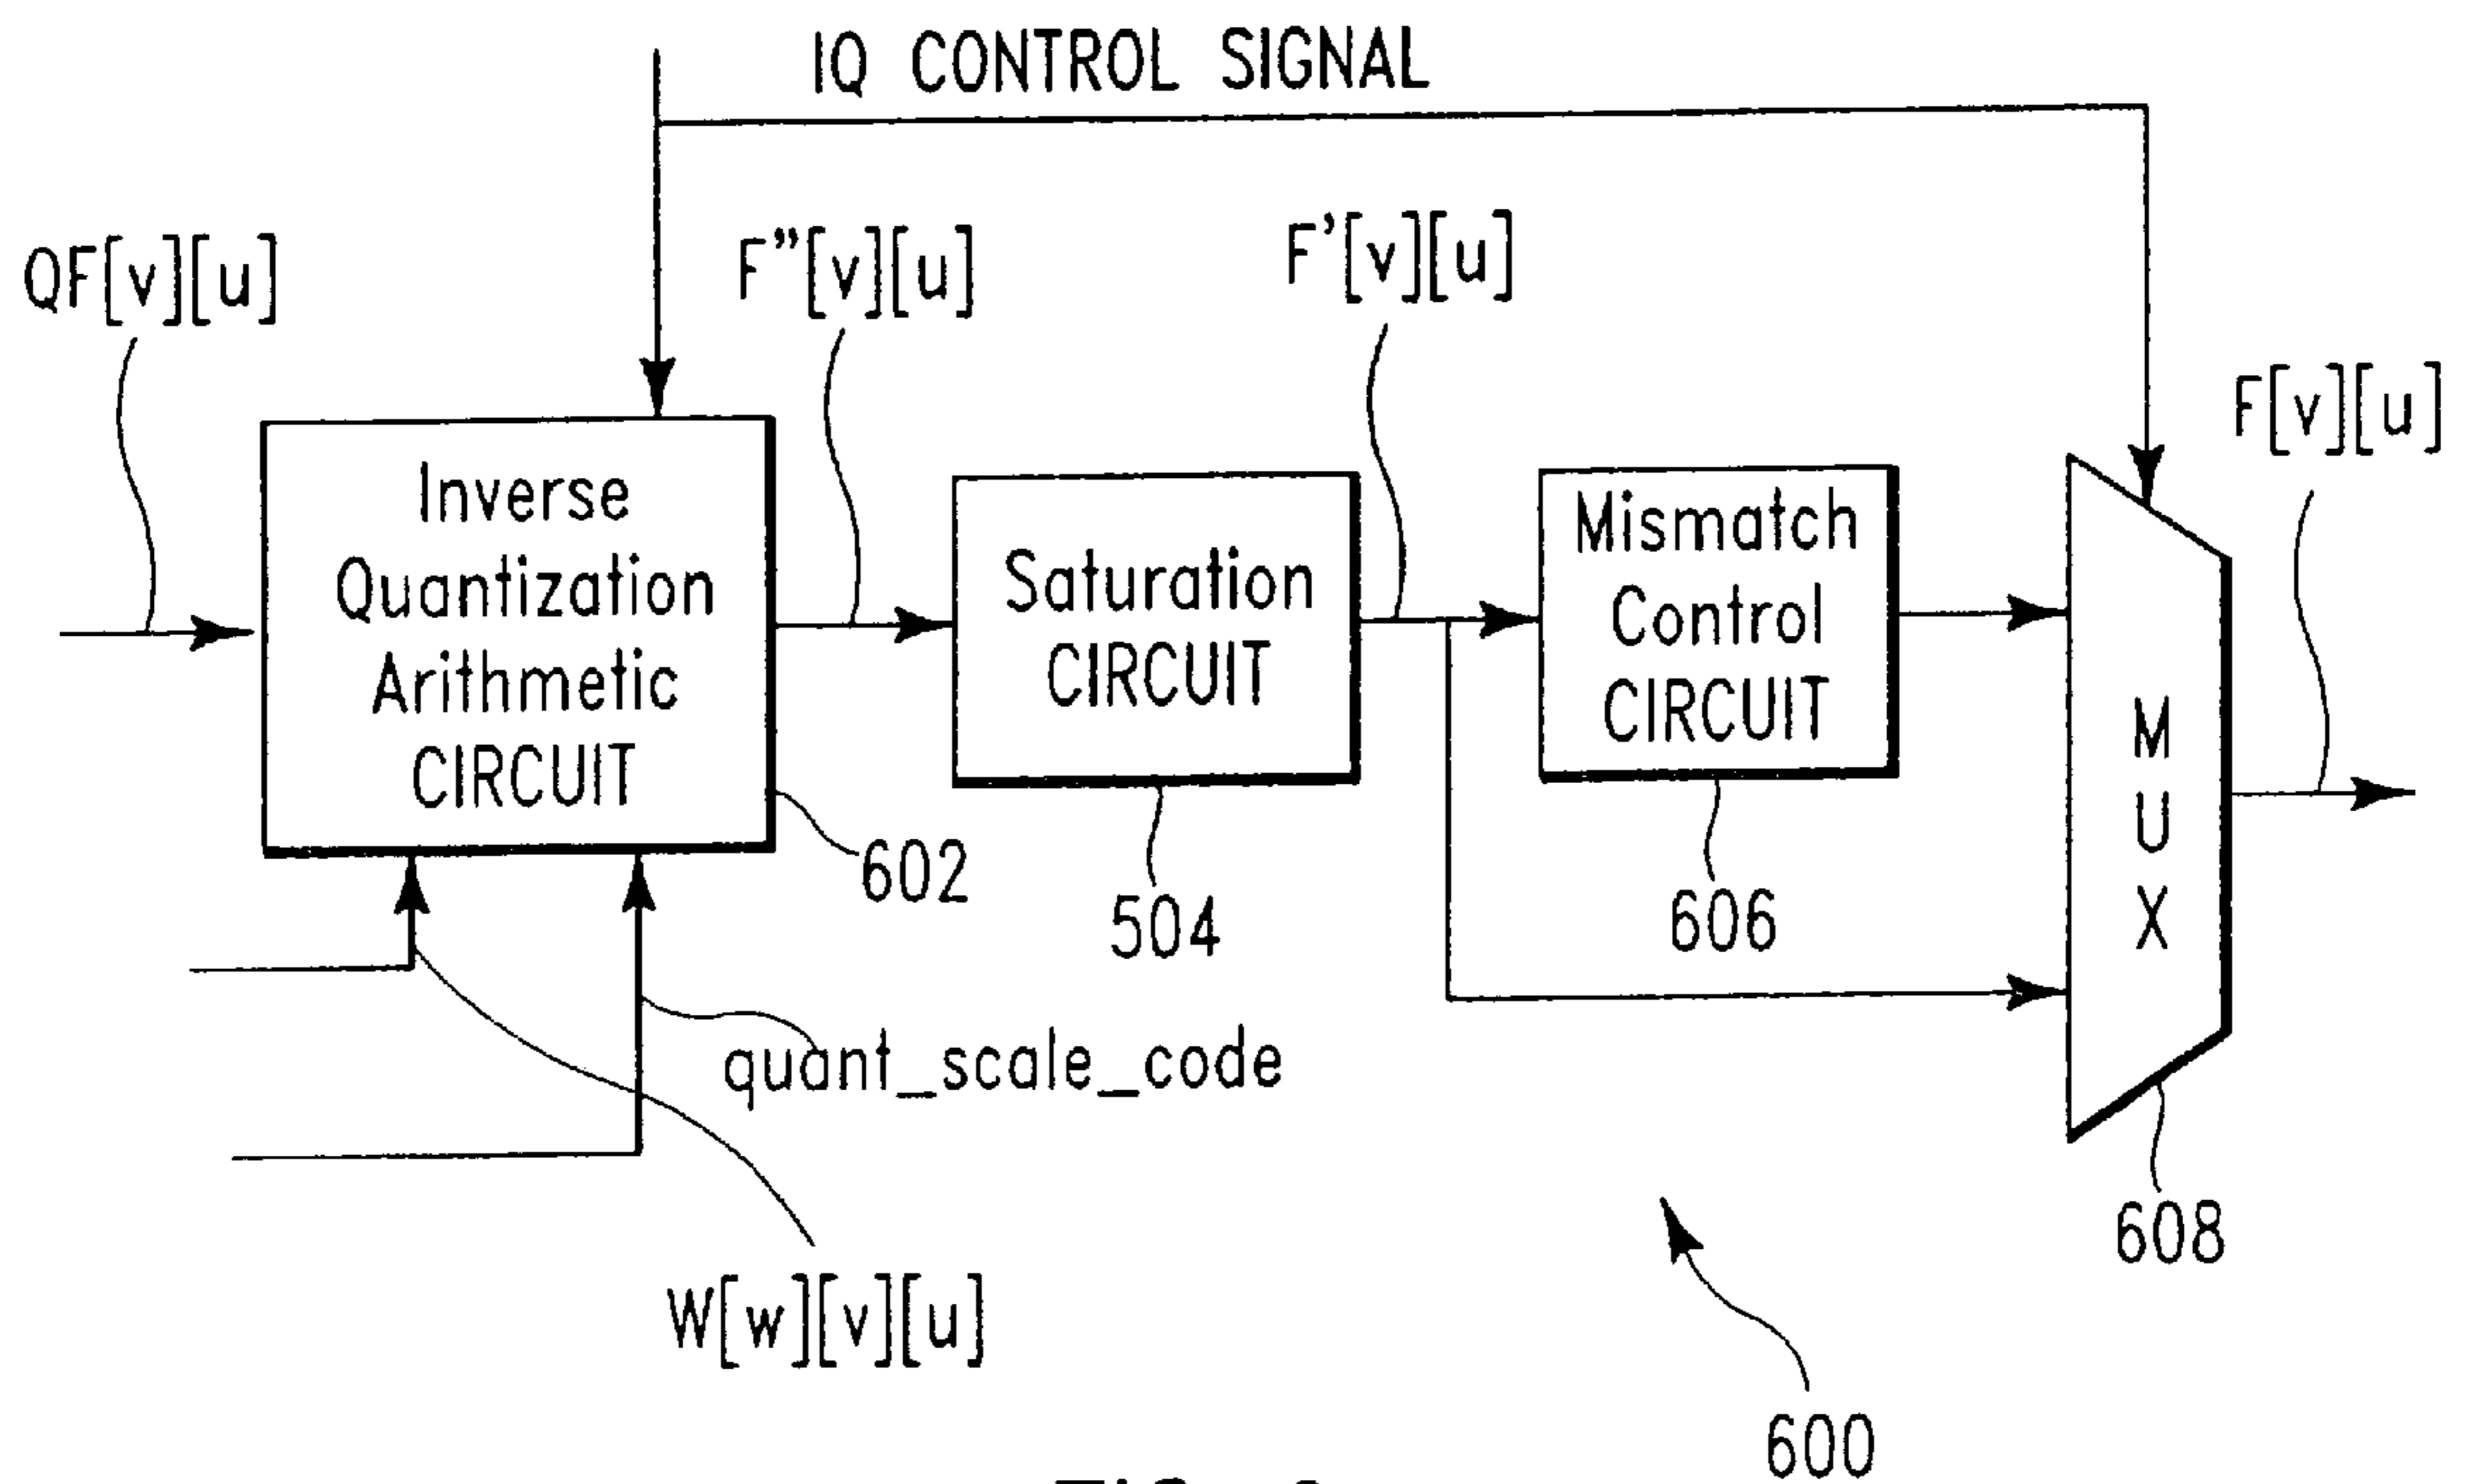 IQ CONTROL SIGNAL
QF[v][u]
F"[v][u]
F'[v][u]
F[v][u]
Inverse
Quantization
Arithmetic
CIRCUIT
Saturation
CIRCUIT
Mismatch
Control
CIRCUIT
M
U
X
602
504
606
quant_scale_code
608
W[w][v][u]
600